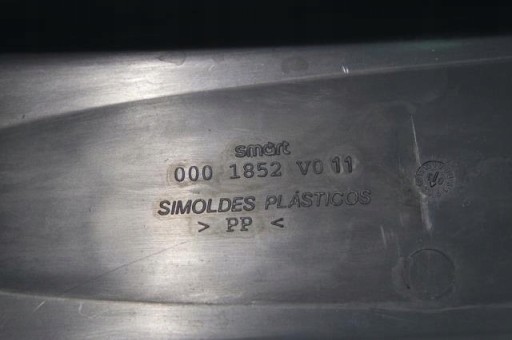 smart
000 1852 V011
SIMOLDES PLÁSTICOS
> PP <